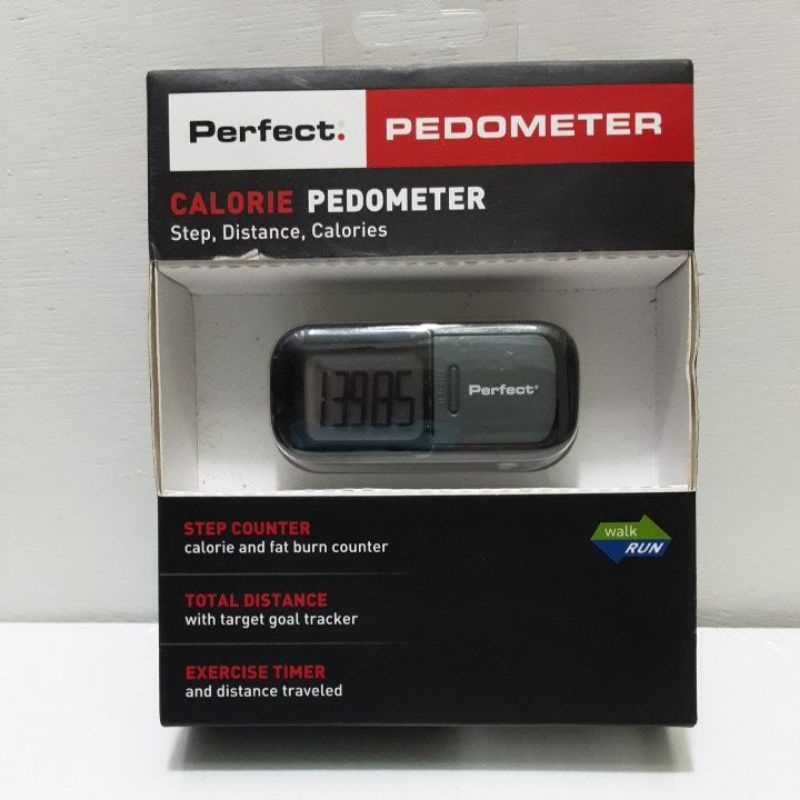 Perfect.® PEDOMETER
CALORIE PEDOMETER
Step, Distance, Calories
13985
Perfect®
STEP COUNTER
calorie and fat burn counter
walk
RUN
TOTAL DISTANCE
with target goal tracker
EXERCISE TIMER
and distance traveled